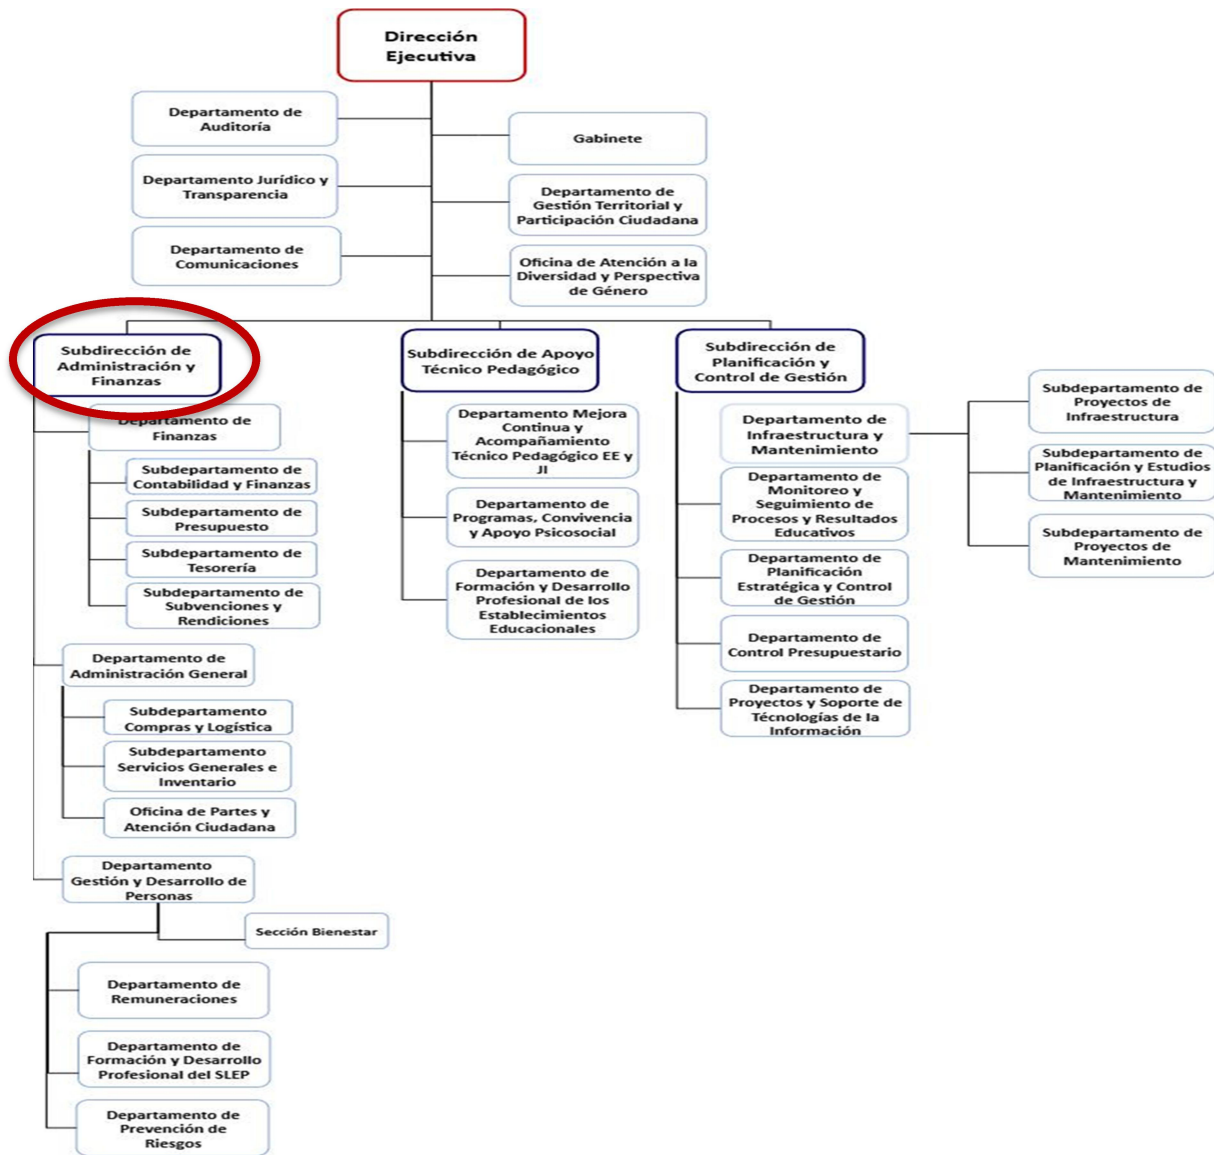 Dirección
Ejecutiva
Departamento de
Auditoría
Gabinete
Departamento Jurídico y
Transparencia
Departamento de
Gestión Territorial y
Participación Ciudadana
Departamento de
Comunicaciones
Oficina de Atención a la
Diversidad y Perspectiva
de Género
Subdirección de
Administración y
Finanzas
Departamento de
Finanzas
Subdepartamento de
Contabilidad y Finanzas
Subdepartamento de
Presupuesto
Subdepartamento de
Tesorería
Subdepartamento de
Subvenciones y
Rendiciones
Departamento de
Administración General
Subdepartamento
Compras y Logística
Subdepartamento
Servicios Generales e
Inventario
Oficina de Partes y
Atención Ciudadana
Departamento
Gestión y Desarrollo de
Personas
Sección Bienestar
Departamento de
Remuneraciones
Departamento de
Formación y Desarrollo
Profesional del SLEP
Departamento de
Prevención de
Riesgos
Subdirección de Apoyo
Técnico Pedagógico
Departamento Mejora
Continua y
Acompañamiento
Técnico Pedagógico EE y
JI
Departamento de
Programas, Convivencia
y Apoyo Psicosocial
Departamento de
Formación y Desarrollo
Profesional de los
Establecimientos
Educacionales
Subdirección de
Planificación y
Control de Gestión
Departamento de
Infraestructura y
Mantenimiento
Departamento de
Monitoreo y
Seguimiento de
Procesos y Resultados
Educativos
Departamento de
Planificación
Estratégica y Control
de Gestión
Departamento de
Control Presupuestario
Departamento de
Proyectos y Soporte de
Técnologías de la
Información
Subdepartamento de
Proyectos de
Infraestructura
Subdepartamento de
Planificación y Estudios
de Infraestructura y
Mantenimiento
Subdepartamento de
Proyectos de
Mantenimiento